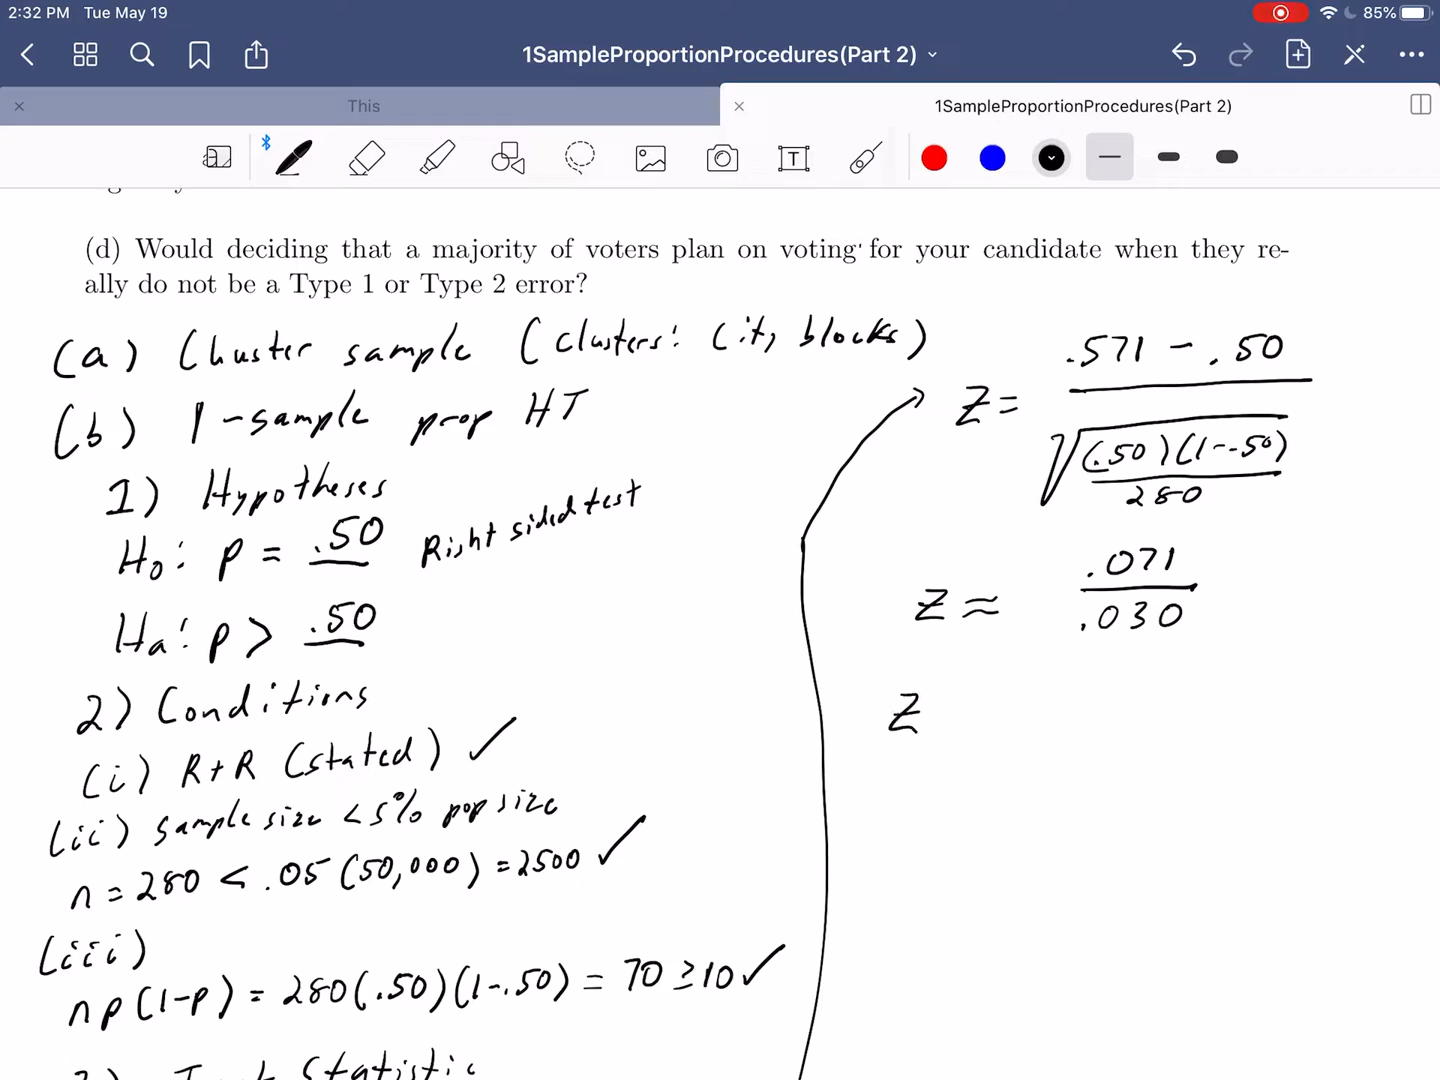 2:32 PM Tue May 19
85%
1SampleProportionProcedures(Part 2)
This
1SampleProportionProcedures(Part 2)
(d) Would deciding that a majority of voters plan on voting for your candidate when they re-
ally do not be a Type 1 or Type 2 error?
(a) Cluster sample (clusters: City blocks)
(b) 1-sample prop HT
1) Hypotheses
H₀: p = .50 Right sided test
Hₐ: p > .50
2) Conditions
(i) R+R (stated) ✓
(ii) sample size < 5% pop size
n = 280 < .05 (50,000) = 2500 ✓
(iii)
np(1-p) = 280(.50)(1-.50) = 70 ≥ 10 ✓
3) Test Statistic
Z = .571 - .50
√ (.50)(1-.50)
280
Z ≈ .071
.030
Z